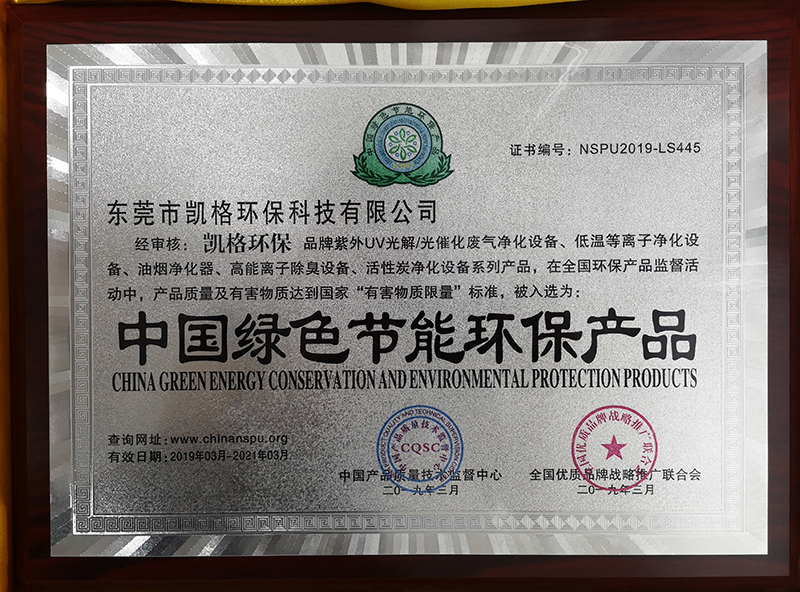 中国绿色节能环保产品
证书编号：NSPU2019-LS445
东莞市凯格环保科技有限公司
经审核：凯格环保 品牌紫外UV光解/光催化废气净化设备、低温等离子净化设
备、油烟净化器、高能离子除臭设备、活性炭净化设备系列产品，在全国环保产品监督活
动中，产品质量及有害物质达到国家“有害物质限量”标准，被入选为：
中国绿色节能环保产品
CHINA GREEN ENERGY CONSERVATION AND ENVIRONMENTAL PROTECTION PRODUCTS
查询网址：www.chinanspu.org
有效日期：2019年03月-2021年03月
CQSC
中国产品质量技术监督中心
二〇一九年三月
全国优质品牌战略推广联合会
二〇一九年三月